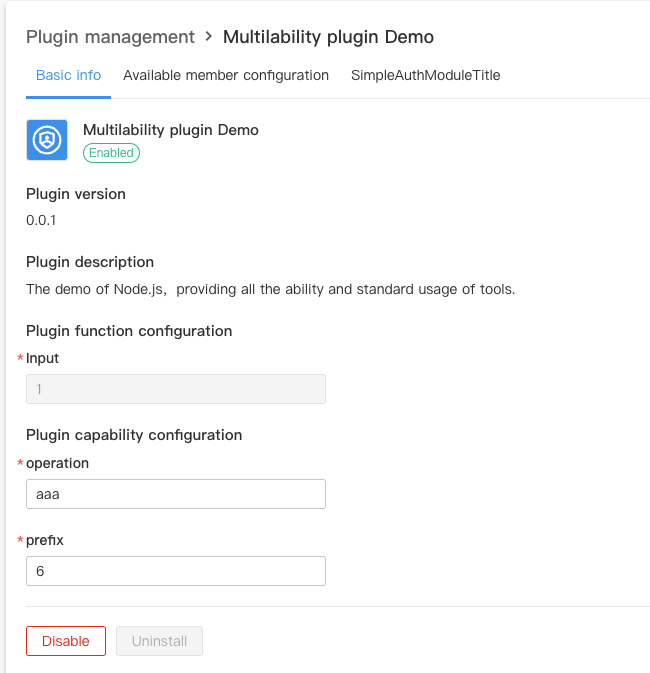 Plugin management > Multilability plugin Demo
Basic info Available member configuration SimpleAuthModuleTitle
Multilability plugin Demo
Enabled
Plugin version
0.0.1
Plugin description
The demo of Node.js，providing all the ability and standard usage of tools.
Plugin function configuration
* Input
1
Plugin capability configuration
* operation
aaa
* prefix
6
Disable Uninstall